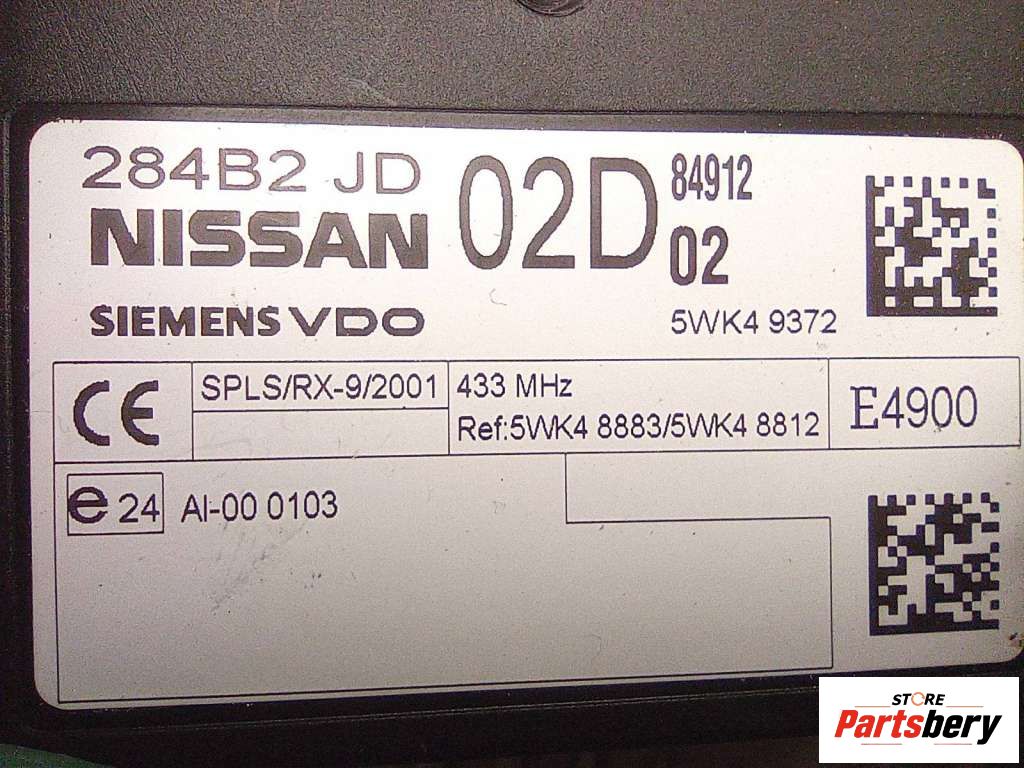 284B2 JD
NISSAN
02D
84912
02
SIEMENS VDO
5WK4 9372
CE
SPLS/RX-9/2001
433 MHz
Ref:5WK4 8883/5WK4 8812
E4900
e 24
AI-00 0103
STORE
Partsbery